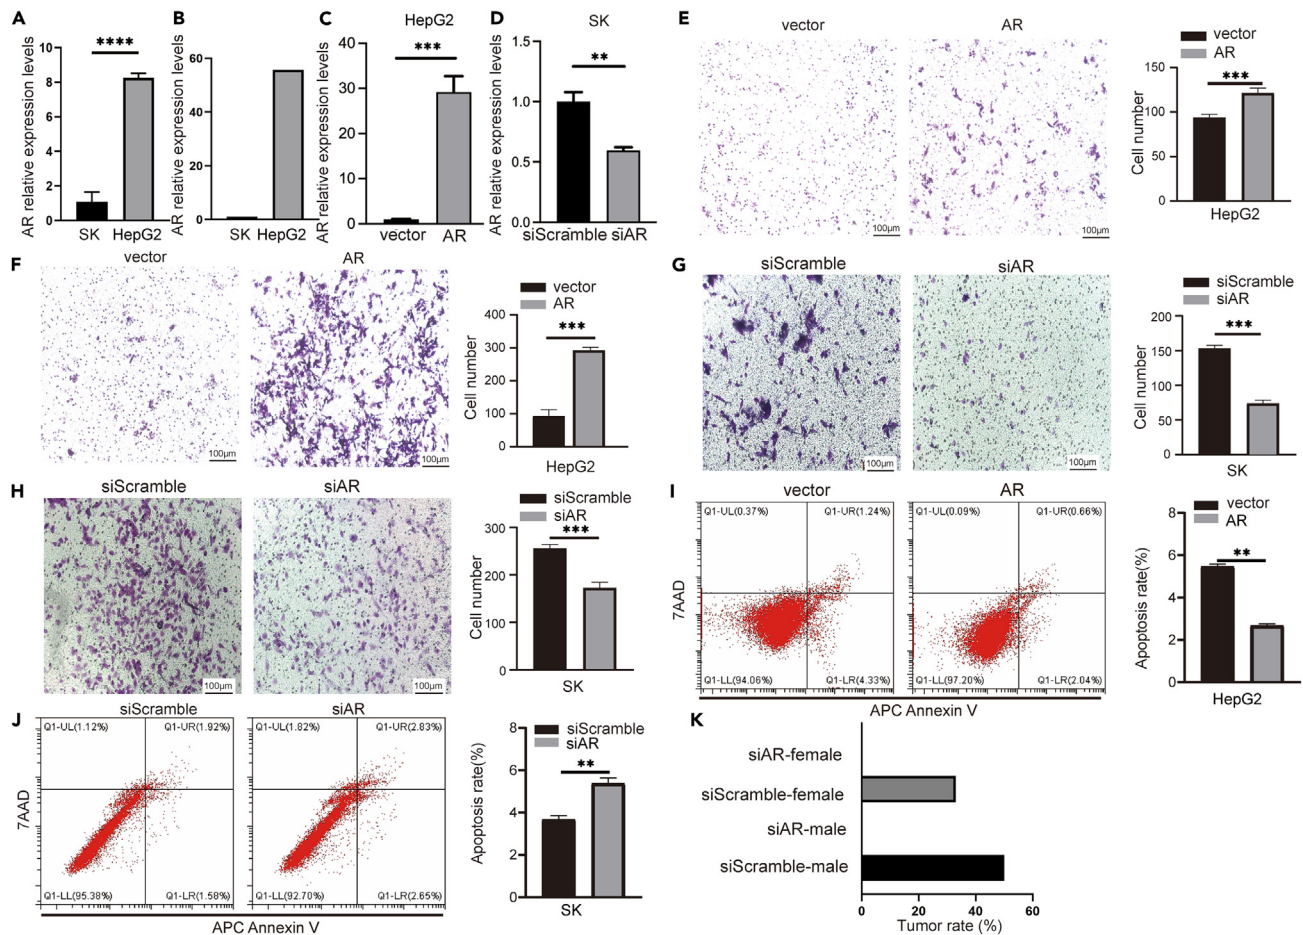 A
AR relative expression levels
10
8
6
4
2
0
****
SK HepG2
B
AR relative expression levels
60
40
20
0
SK HepG2
C
HepG2
AR relative expression levels
40
30
20
10
0
***
vector AR
D
SK
AR relative expression levels
1.5
1.0
0.5
0.0
**
siScramble siAR
E
vector
AR
100μm
100μm
vector
AR
Cell number
150
100
50
0
***
HepG2
F
vector
AR
100μm
100μm
vector
AR
Cell number
400
300
200
100
0
***
HepG2
G
siScramble
siAR
100μm
100μm
siScramble
siAR
Cell number
200
150
100
50
0
***
SK
H
siScramble
siAR
100μm
100μm
siScramble
siAR
Cell number
300
200
100
0
***
SK
I
vector
AR
7AAD
Q1-UL(0.37%)
Q1-UR(1.24%)
Q1-LL(94.06%)
Q1-LR(4.33%)
Q1-UL(0.09%)
Q1-UR(0.66%)
Q1-LL(97.20%)
Q1-LR(2.04%)
APC Annexin V
vector
AR
Apoptosis rate(%)
8
6
4
2
0
**
HepG2
J
siScramble
siAR
7AAD
Q1-UL(1.12%)
Q1-UR(1.92%)
Q1-LL(95.38%)
Q1-LR(1.58%)
Q1-UL(1.82%)
Q1-UR(2.83%)
Q1-LL(92.70%)
Q1-LR(2.65%)
APC Annexin V
siScramble
siAR
Apoptosis rate(%)
8
6
4
2
0
**
SK
K
siAR-female
siScramble-female
siAR-male
siScramble-male
0 20 40 60
Tumor rate (%)